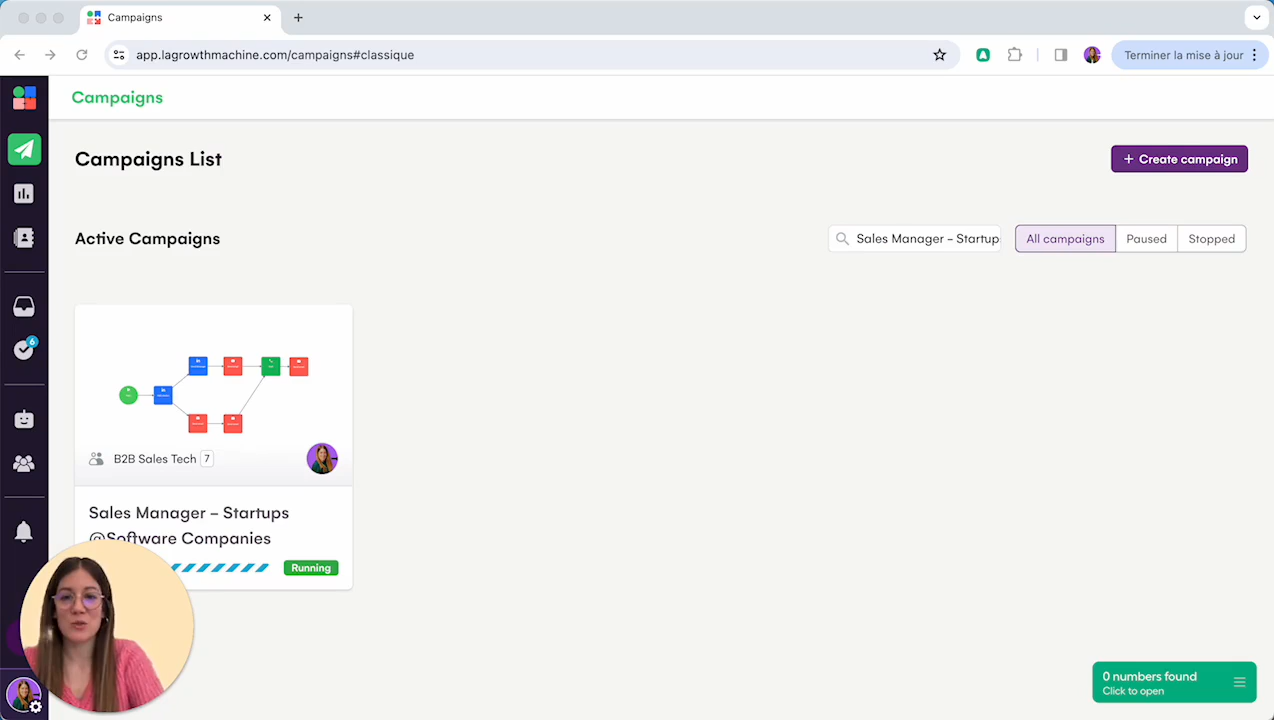 Campaigns
app.lagrowthmachine.com/campaigns#classique
Terminer la mise à jour
Campaigns
Campaigns List
+ Create campaign
Active Campaigns
Sales Manager – Startups
All campaigns
Paused
Stopped
6
B2B Sales Tech 7
Sales Manager – Startups
@Software Companies
Running
0 numbers found
Click to open